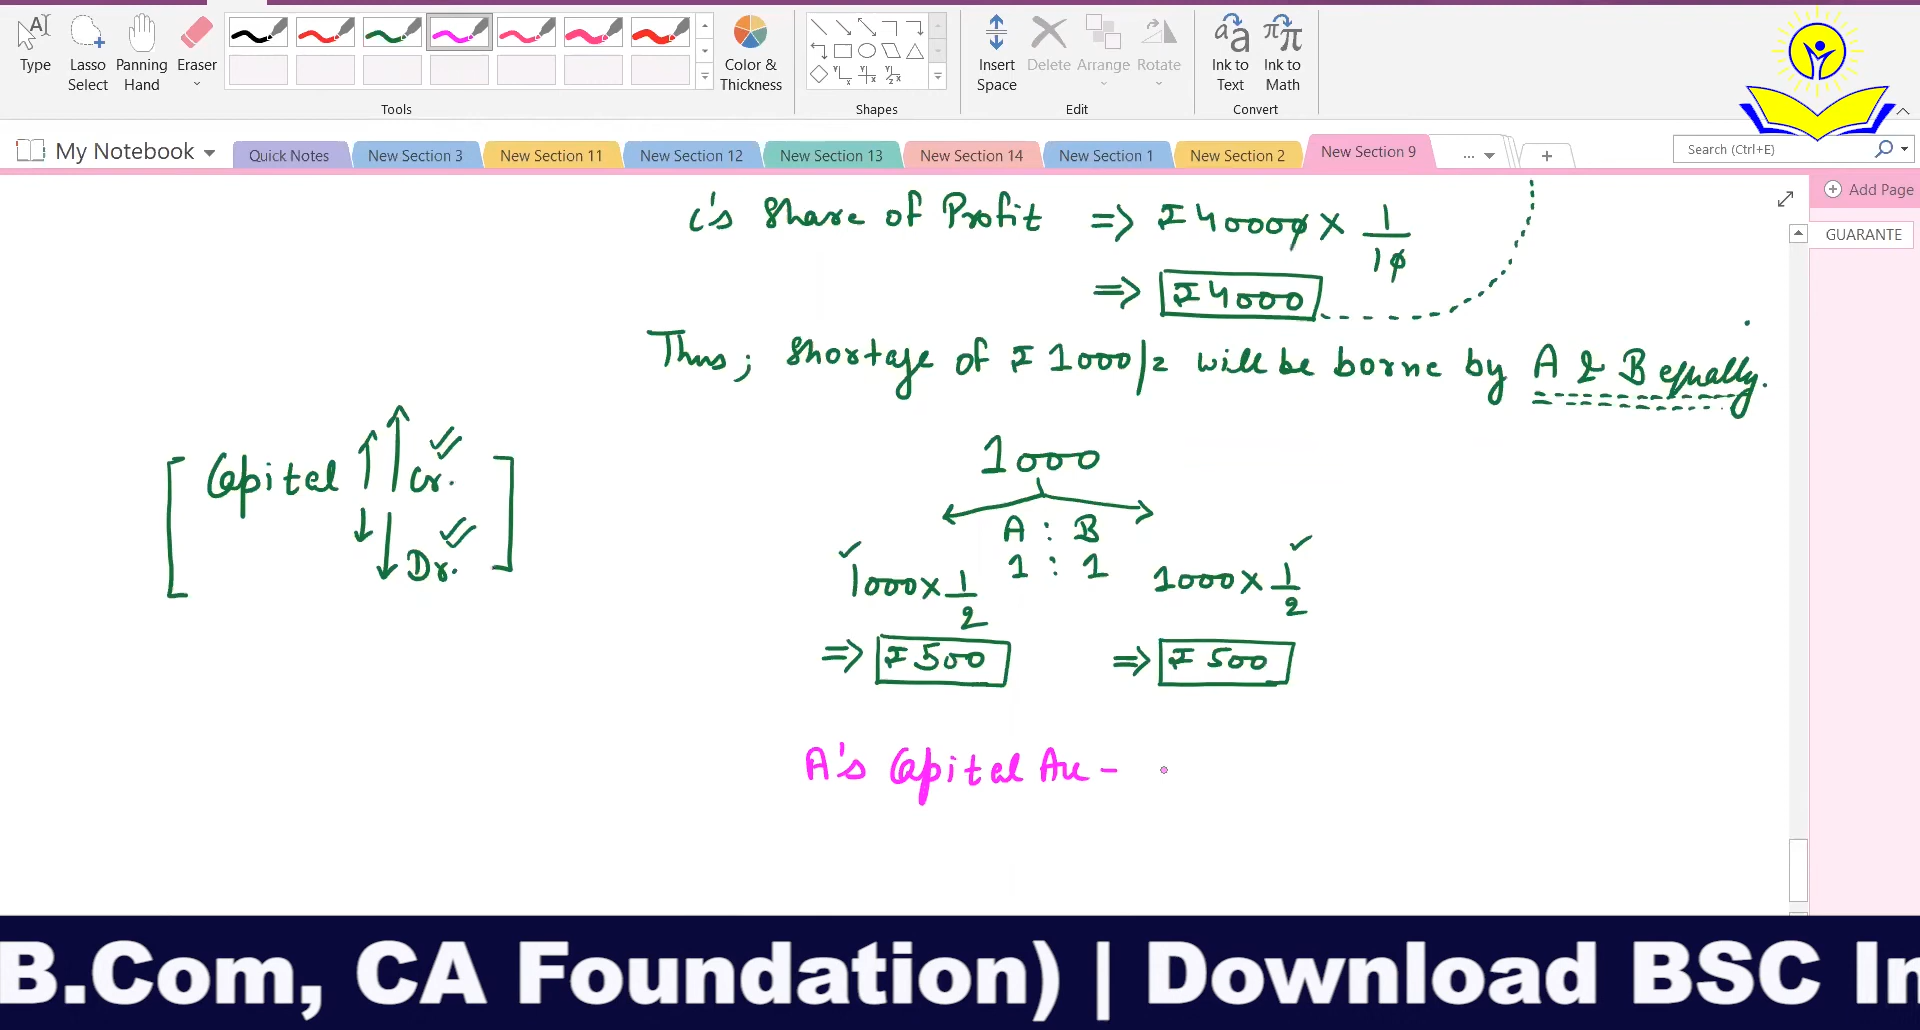 Type
Lasso Select
Panning Hand
Eraser
Tools
Color & Thickness
Shapes
Insert Space
Delete
Arrange
Rotate
Edit
Ink to Text
Ink to Math
Convert
My Notebook
Quick Notes
New Section 3
New Section 11
New Section 12
New Section 13
New Section 14
New Section 1
New Section 2
New Section 9
...
Search (Ctrl+E)
Add Page
GUARANTE
C's Share of Profit => ₹ 40000 × 1/10
=> ₹ 4000
Thus; Shortage of ₹ 1000/- will be borne by A & B equally.
[Capital ↑↑ Cr.
↓↓ Dr.]
1000
A : B
1 : 1
1000 × 1/2 1000 × 1/2
=> ₹ 500 => ₹ 500
A's Capital A/c -
B.Com, CA Foundation) | Download BSC In